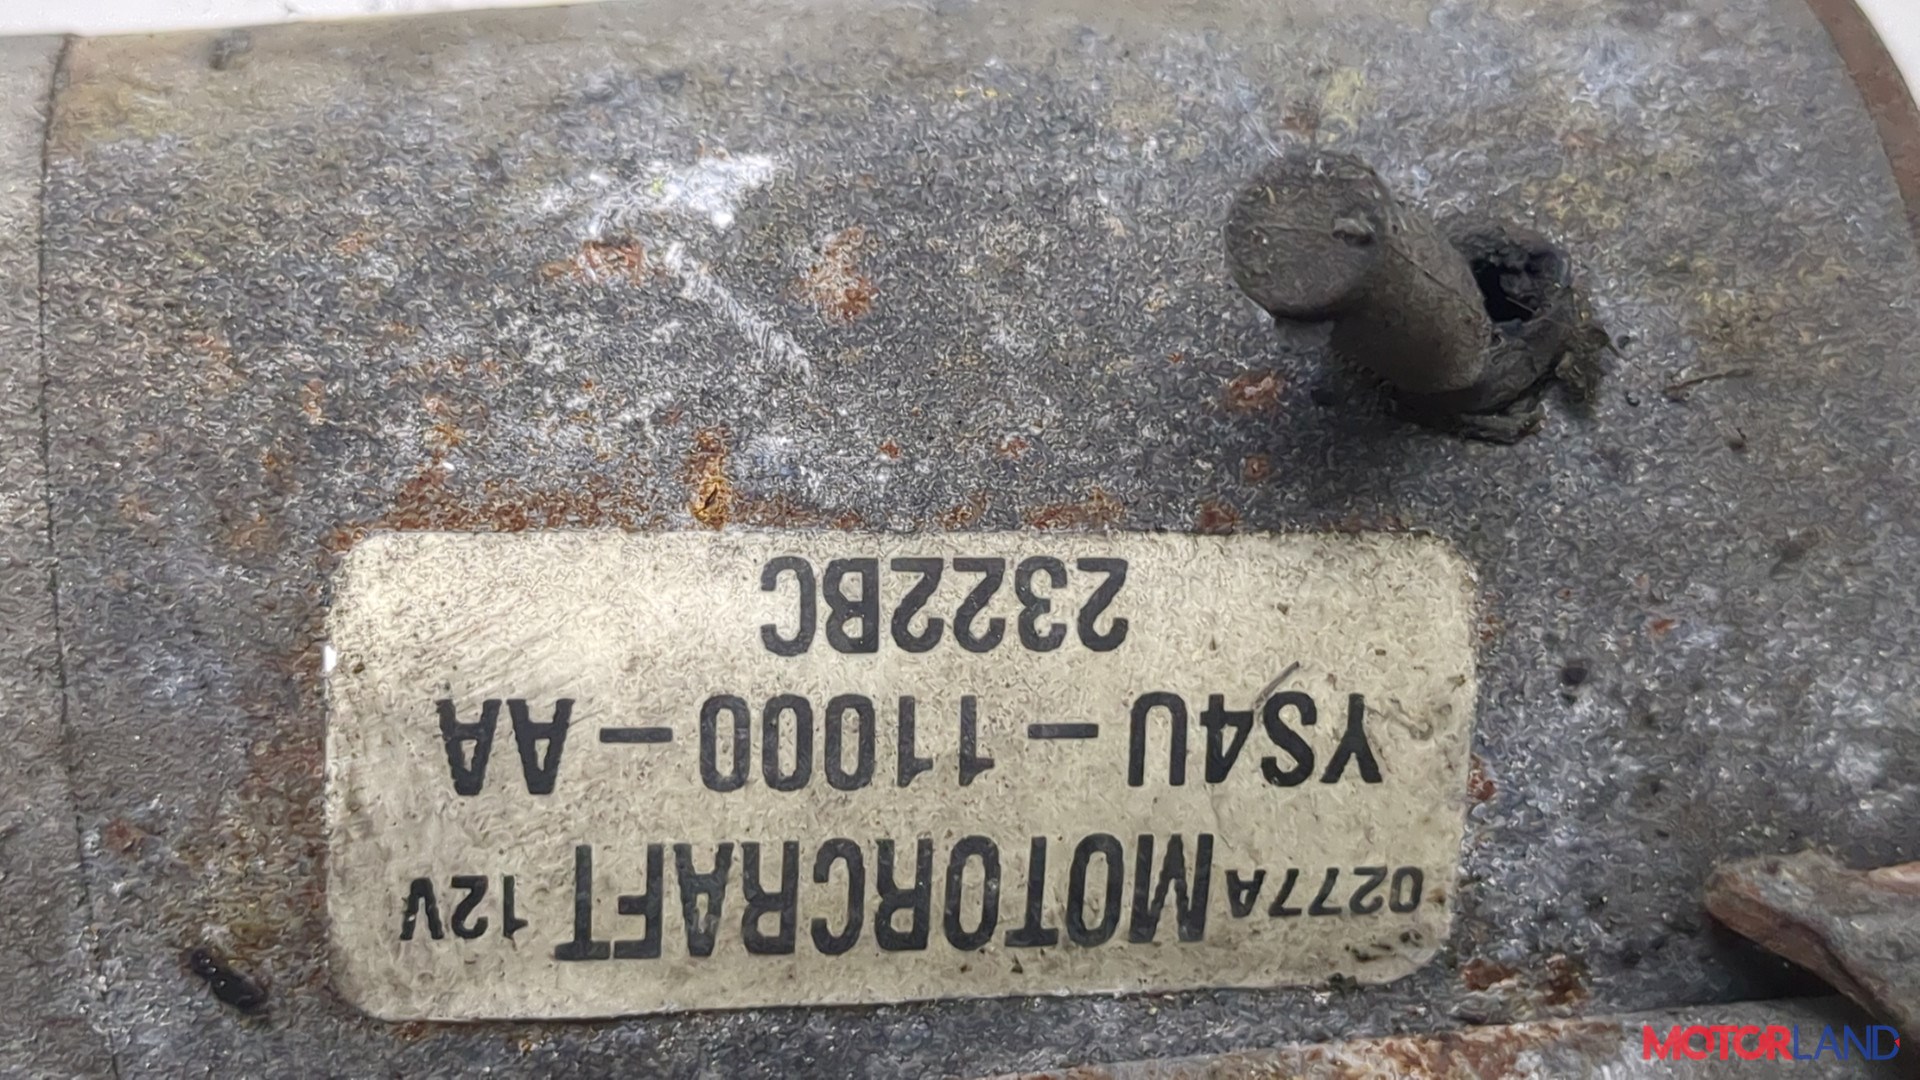 0277A MOTORCRAFT 12V
YS4U-11000-AA
2322BC
MOTORLAND